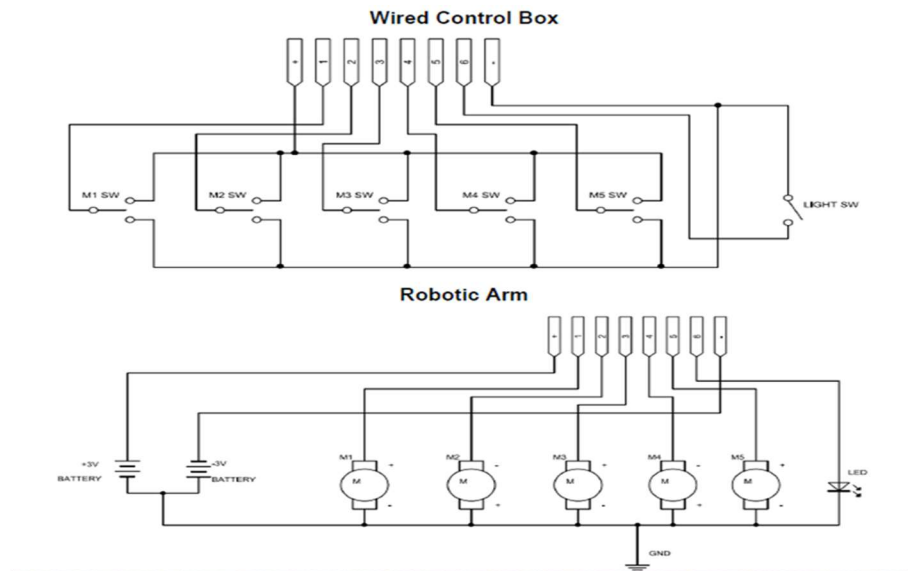 Wired Control Box
+ 1 2 3 4 5 6 -
M1 SW M2 SW M3 SW M4 SW M5 SW
LIGHT SW
Robotic Arm
+ 1 2 3 4 5 6 -
M1 M2 M3 M4 M5
+3V
BATTERY
-3V
BATTERY
+ - + - +
M M M M M
LED
- + - + -
GND